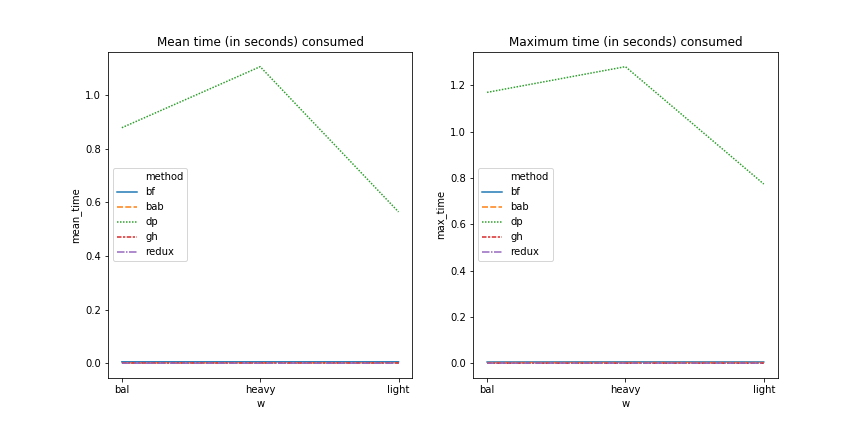 Mean time (in seconds) consumed
mean_time
1.0
0.8
0.6
0.4
0.2
0.0
method
bf
bab
dp
gh
redux
bal heavy light
w
Maximum time (in seconds) consumed
max_time
1.2
1.0
0.8
0.6
0.4
0.2
0.0
method
bf
bab
dp
gh
redux
bal heavy light
w